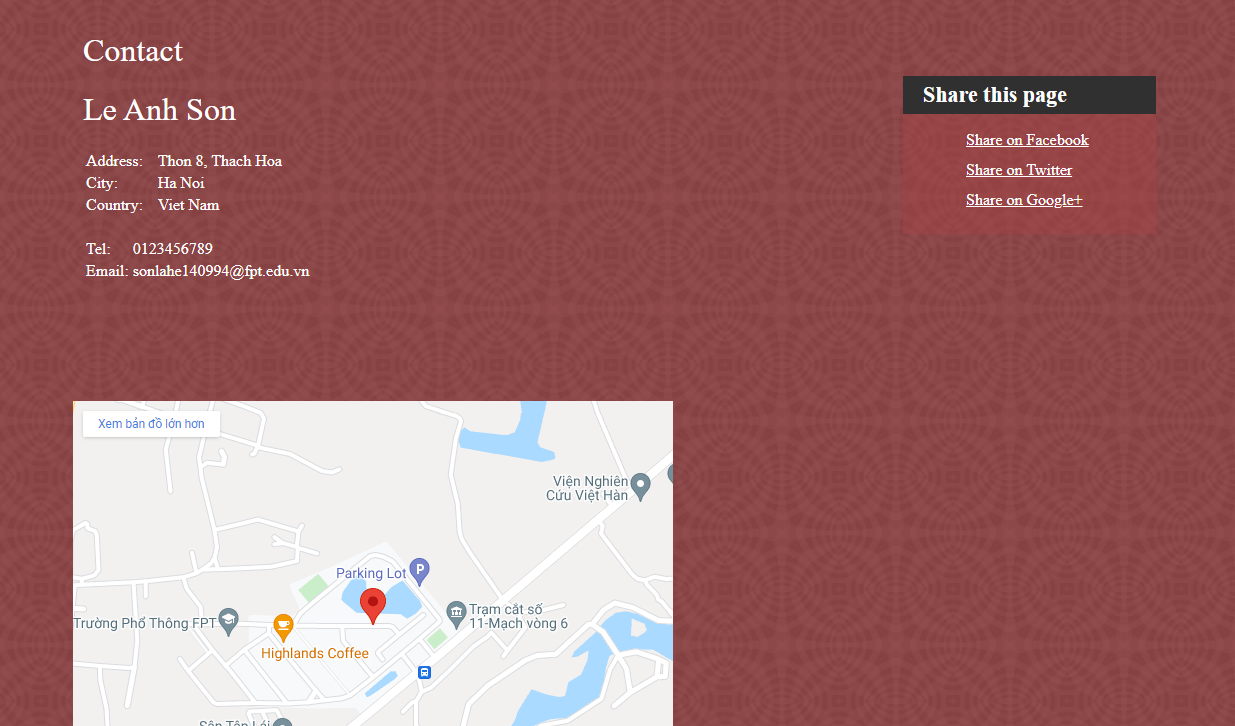 Contact
Le Anh Son
Address: Thon 8, Thach Hoa
City: Ha Noi
Country: Viet Nam
Tel: 0123456789
Email: sonlahe140994@fpt.edu.vn
Share this page
Share on Facebook
Share on Twitter
Share on Google+
Xem bản đồ lớn hơn
Viện Nghiên
Cứu Việt Hàn
Parking Lot
P
Trạm cắt số
11-Mạch vòng 6
Trường Phổ Thông FPT
Highlands Coffee
Sân Tân Lái